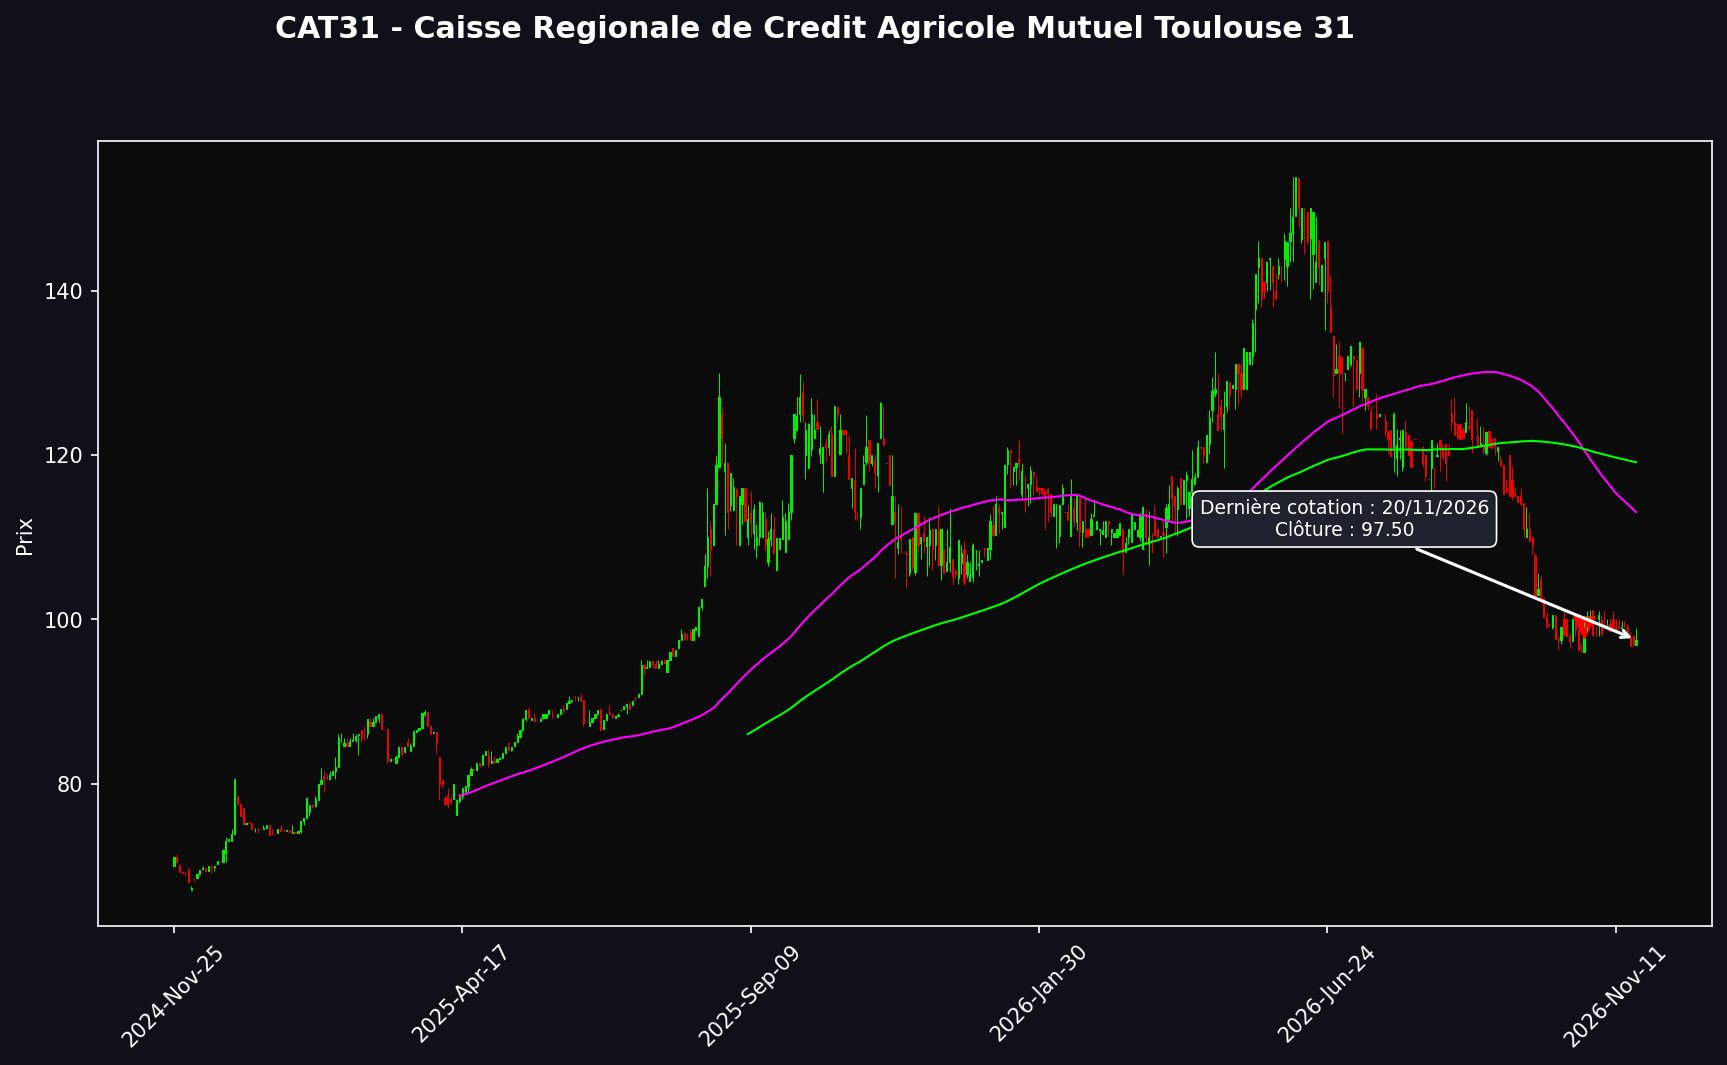 CAT31 - Caisse Regionale de Credit Agricole Mutuel Toulouse 31
Prix
140
120
100
80
Dernière cotation : 20/11/2026
Clôture : 97.50
2024-Nov-25
2025-Apr-17
2025-Sep-09
2026-Jan-30
2026-Jun-24
2026-Nov-11